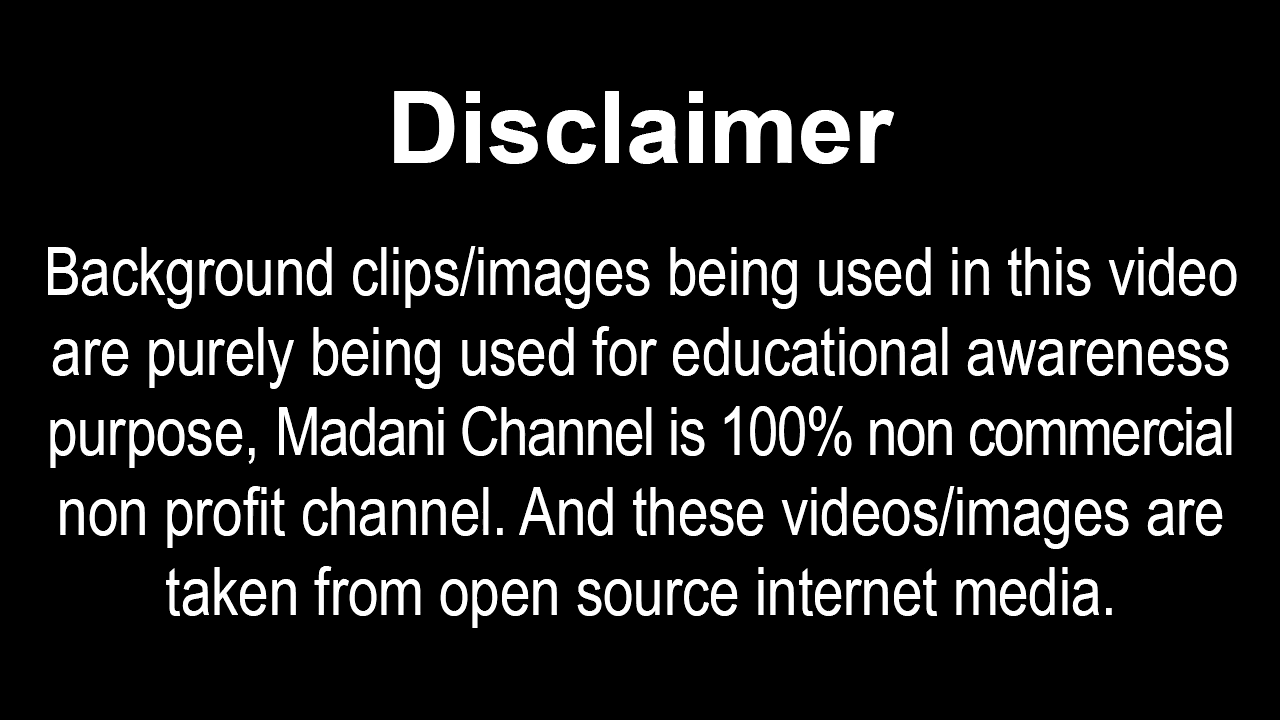 Disclaimer
Background clips/images being used in this video
are purely being used for educational awareness
purpose, Madani Channel is 100% non commercial
non profit channel. And these videos/images are
taken from open source internet media.